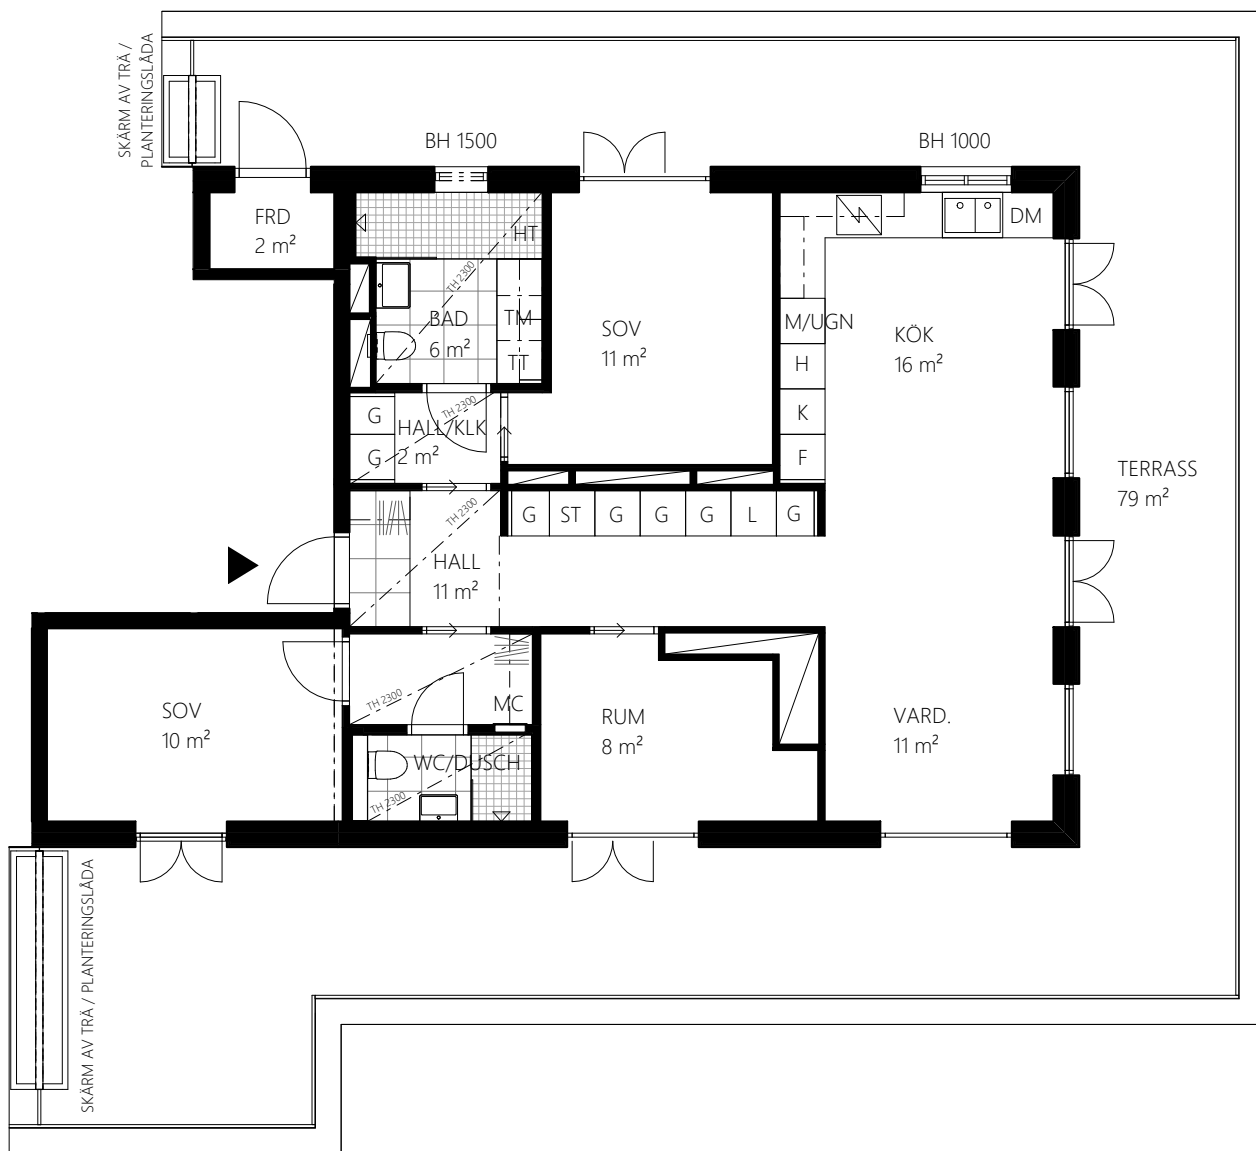 SKÄRM AV TRÄ /
PLANTERINGSLÅDA
BH 1500
BH 1000
FRD
2 m²
HT
DM
TH 2300
BAD
6 m²
TM
TT
SOV
11 m²
M/UGN
KÖK
16 m²
H
K
F
G
G
TH 2300
HALL/KLK
2 m²
TERRASS
79 m²
TH 2300
G
ST
G
G
G
L
G
HALL
11 m²
SOV
10 m²
TH 2300
MC
RUM
8 m²
VARD.
11 m²
WC/DUSCH
TH 2300
SKÄRM AV TRÄ / PLANTERINGSLÅDA